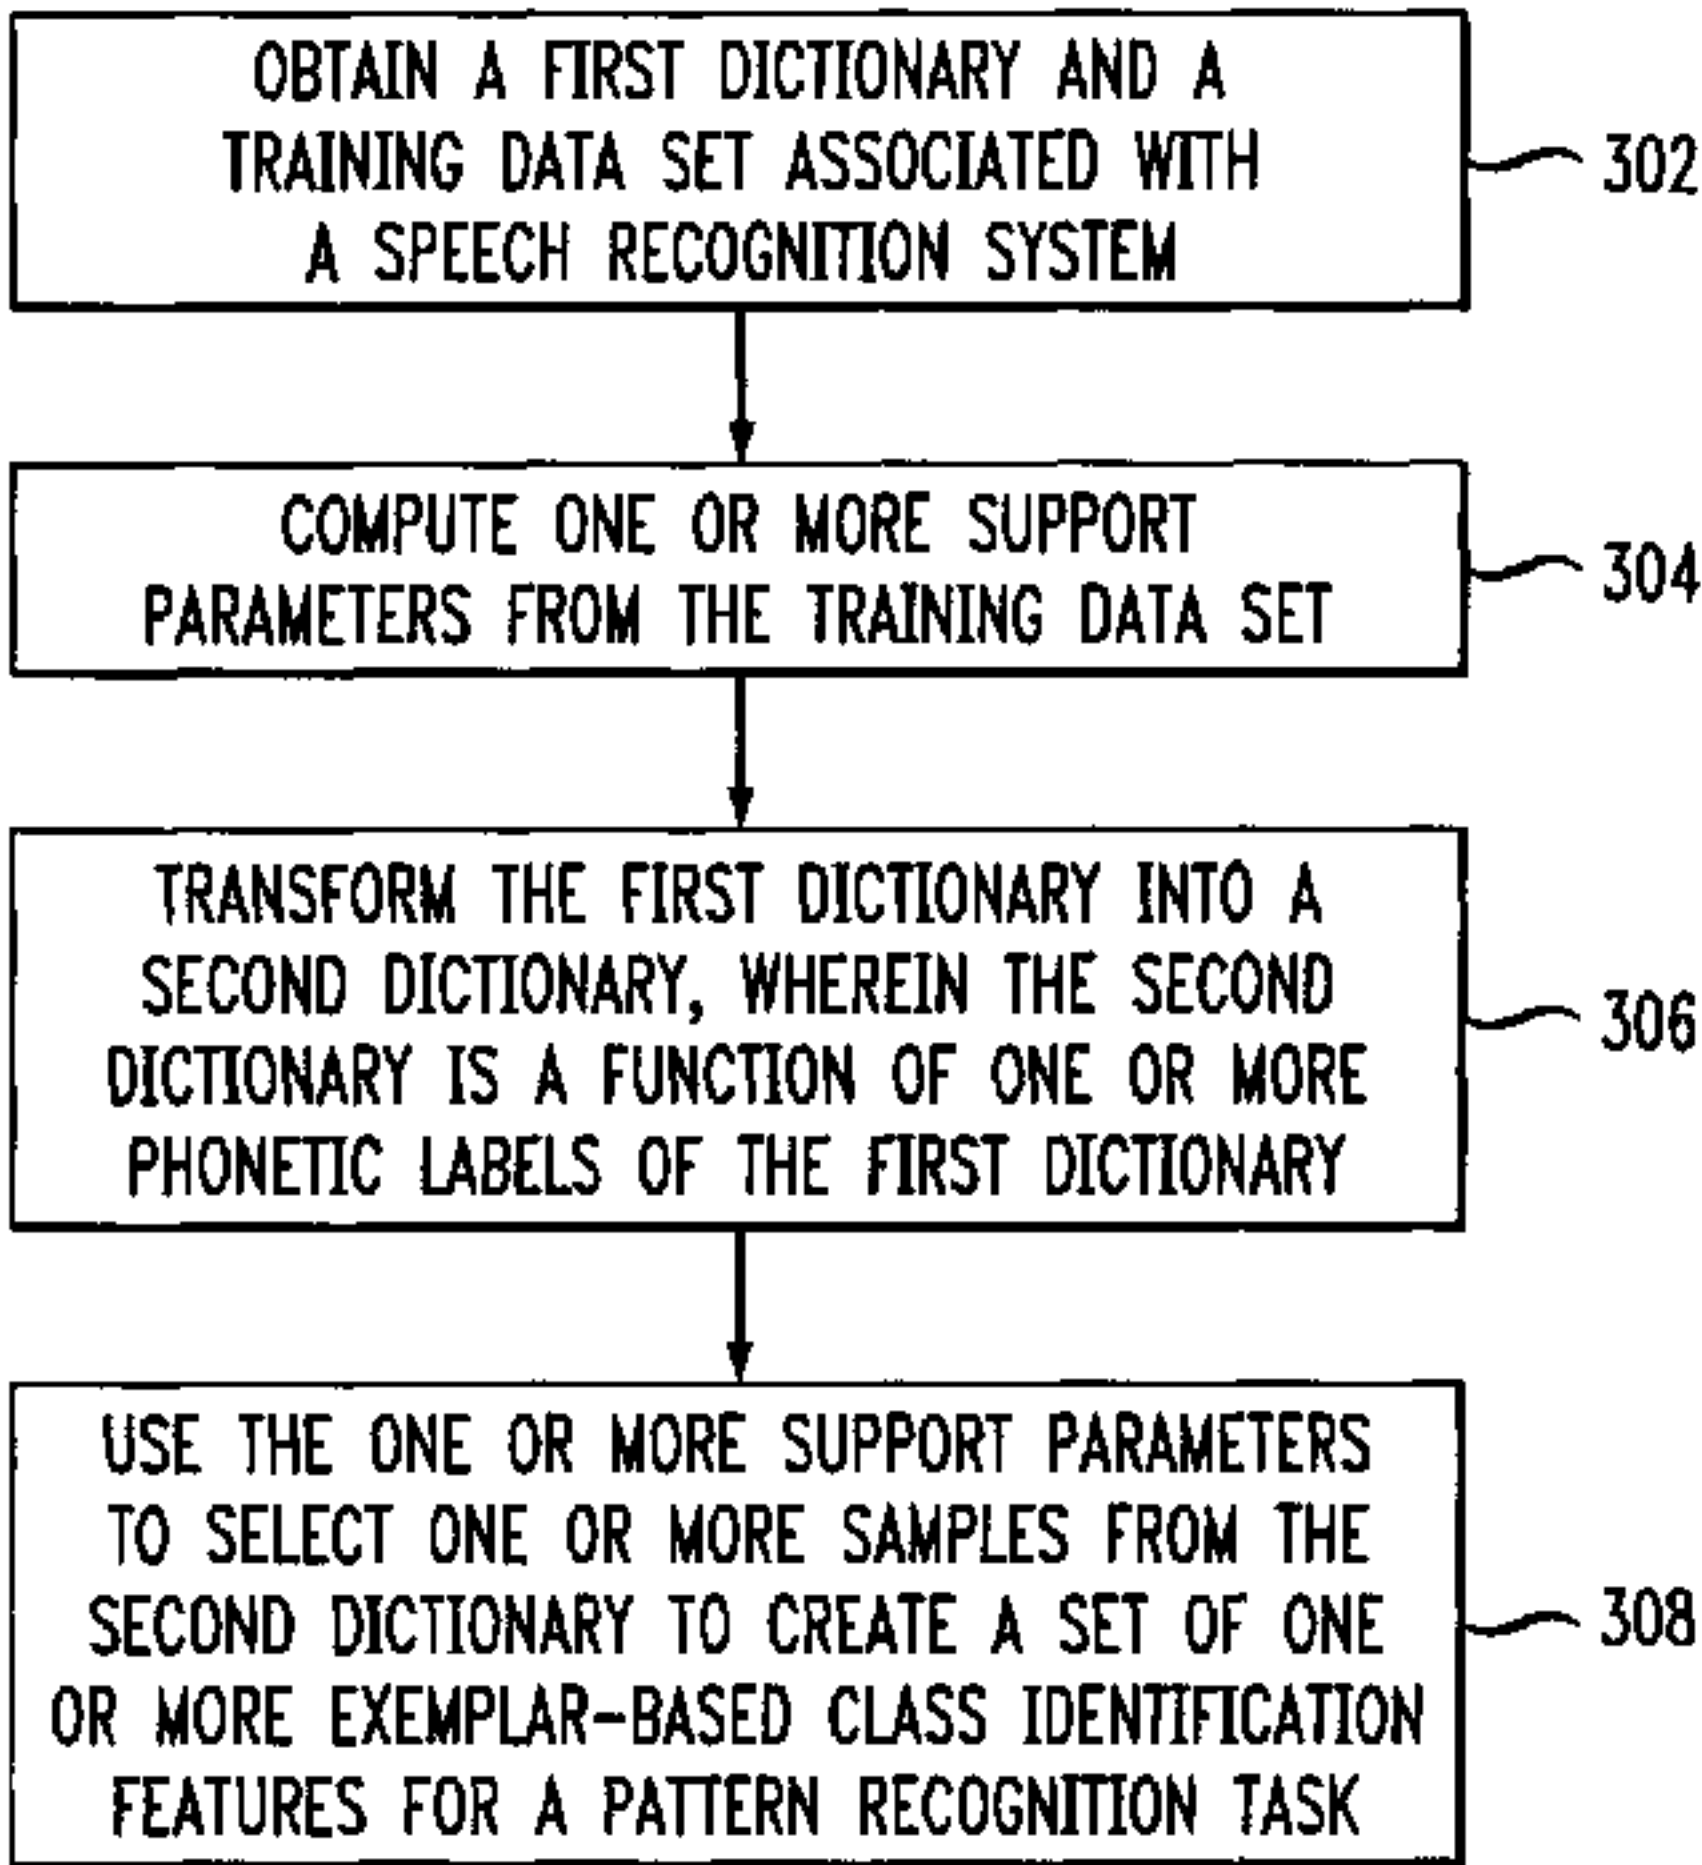 OBTAIN A FIRST DICTIONARY AND A
TRAINING DATA SET ASSOCIATED WITH
A SPEECH RECOGNITION SYSTEM
302
COMPUTE ONE OR MORE SUPPORT
PARAMETERS FROM THE TRAINING DATA SET
304
TRANSFORM THE FIRST DICTIONARY INTO A
SECOND DICTIONARY, WHEREIN THE SECOND
DICTIONARY IS A FUNCTION OF ONE OR MORE
PHONETIC LABELS OF THE FIRST DICTIONARY
306
USE THE ONE OR MORE SUPPORT PARAMETERS
TO SELECT ONE OR MORE SAMPLES FROM THE
SECOND DICTIONARY TO CREATE A SET OF ONE
OR MORE EXEMPLAR-BASED CLASS IDENTIFICATION
FEATURES FOR A PATTERN RECOGNITION TASK
308